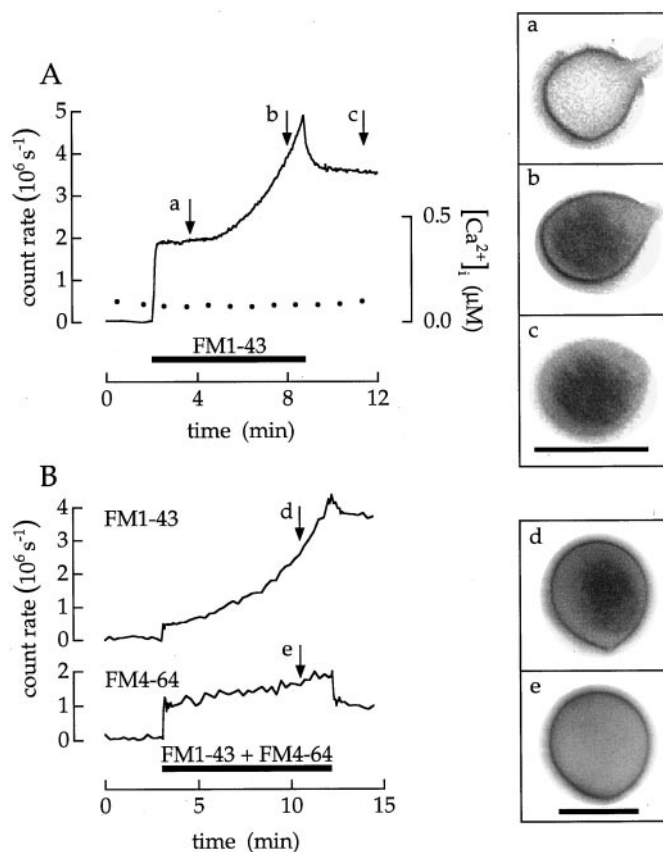 A
count rate (10⁶ s⁻¹)
5
4
3
2
1
0
a
b
c
0.5
0.0
[Ca²⁺]ᵢ (μM)
FM1-43
0
4
8
12
time (min)
a
b
c
B
count rate (10⁶ s⁻¹)
FM1-43
4
3
2
1
0
d
FM4-64
2
1
0
e
FM1-43 + FM4-64
0
5
10
15
time (min)
d
e